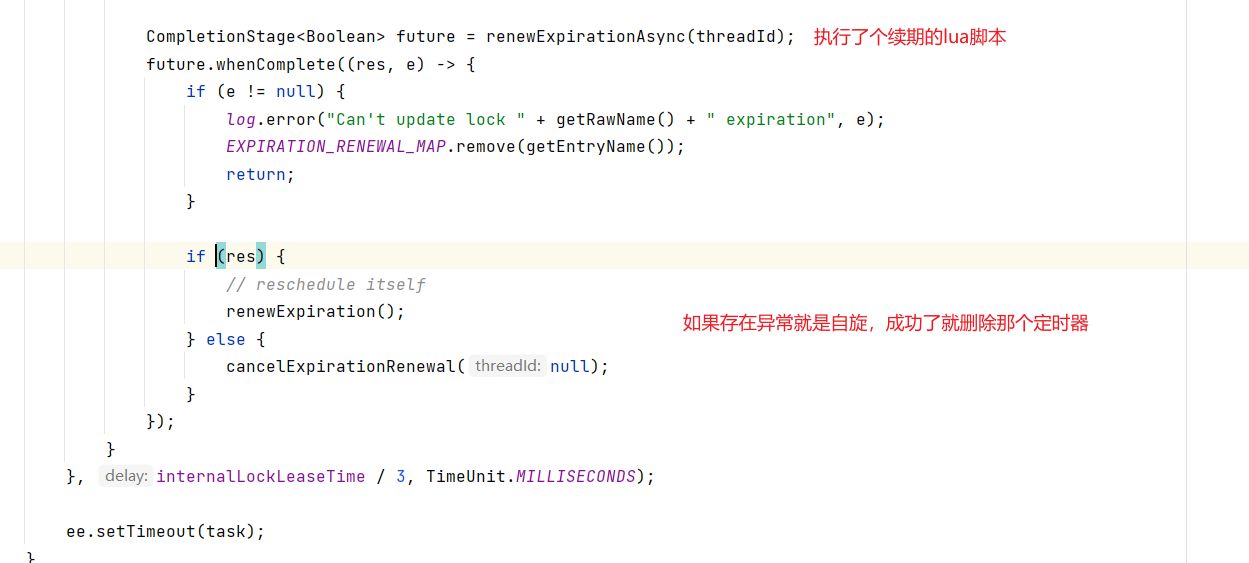 CompletionStage<Boolean> future = renewExpirationAsync(threadId); 执行了个续期的lua脚本
future.whenComplete((res, e) -> {
if (e != null) {
log.error("Can't update lock " + getRawName() + " expiration", e);
EXPIRATION_RENEWAL_MAP.remove(getEntryName());
return;
}
if (res) {
// reschedule itself
renewExpiration();
如果存在异常就是自旋，成功了就删除那个定时器
} else {
cancelExpirationRenewal( threadId: null);
}
});
}
}, delay: internalLockLeaseTime / 3, TimeUnit.MILLISECONDS);
ee.setTimeout(task);
}